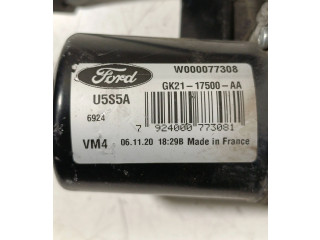 Ford
W000077308
U5S5A
GK21-17500-AA
6924
7 924000 773081
VM4 06.11.20 18:29B Made in France